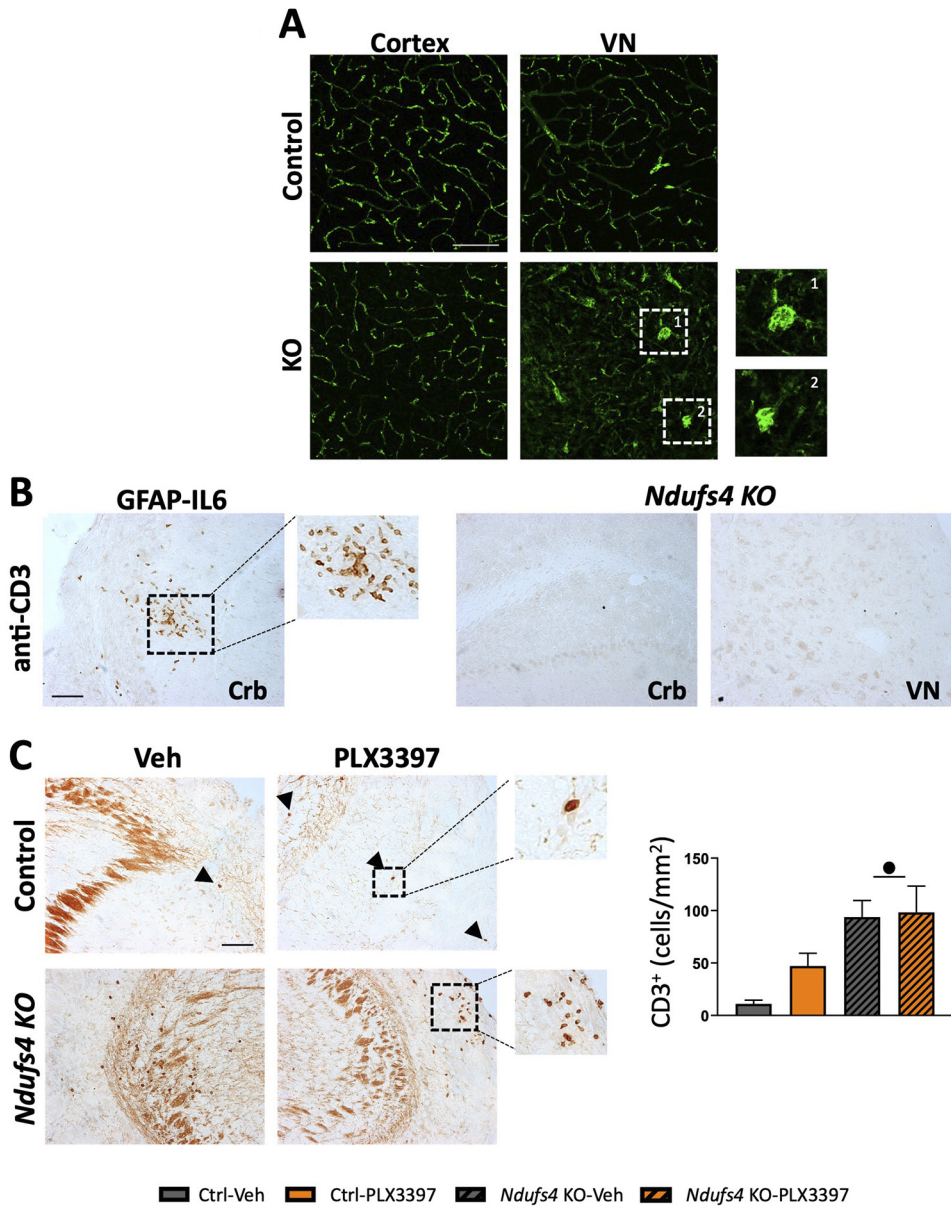 A
Cortex VN
Control
KO
1
2
1
2
B
GFAP-IL6
Ndufs4 KO
anti-CD3
Crb
Crb
VN
C
Veh
PLX3397
Control
Ndufs4 KO
CD3⁺ (cells/mm²)
150
100
50
0
Ctrl-Veh Ctrl-PLX3397 Ndufs4 KO-Veh Ndufs4 KO-PLX3397